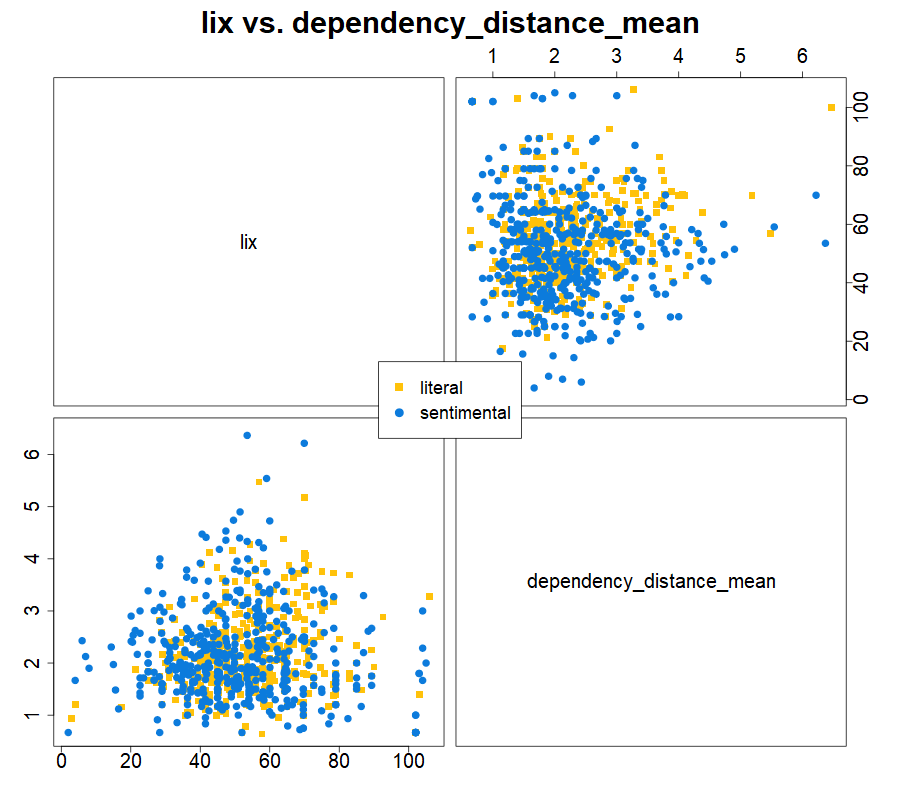 lix vs. dependency_distance_mean
1 2 3 4 5 6
lix
0 20 40 60 80 100
literal
sentimental
1 2 3 4 5 6
dependency_distance_mean
0 20 40 60 80 100